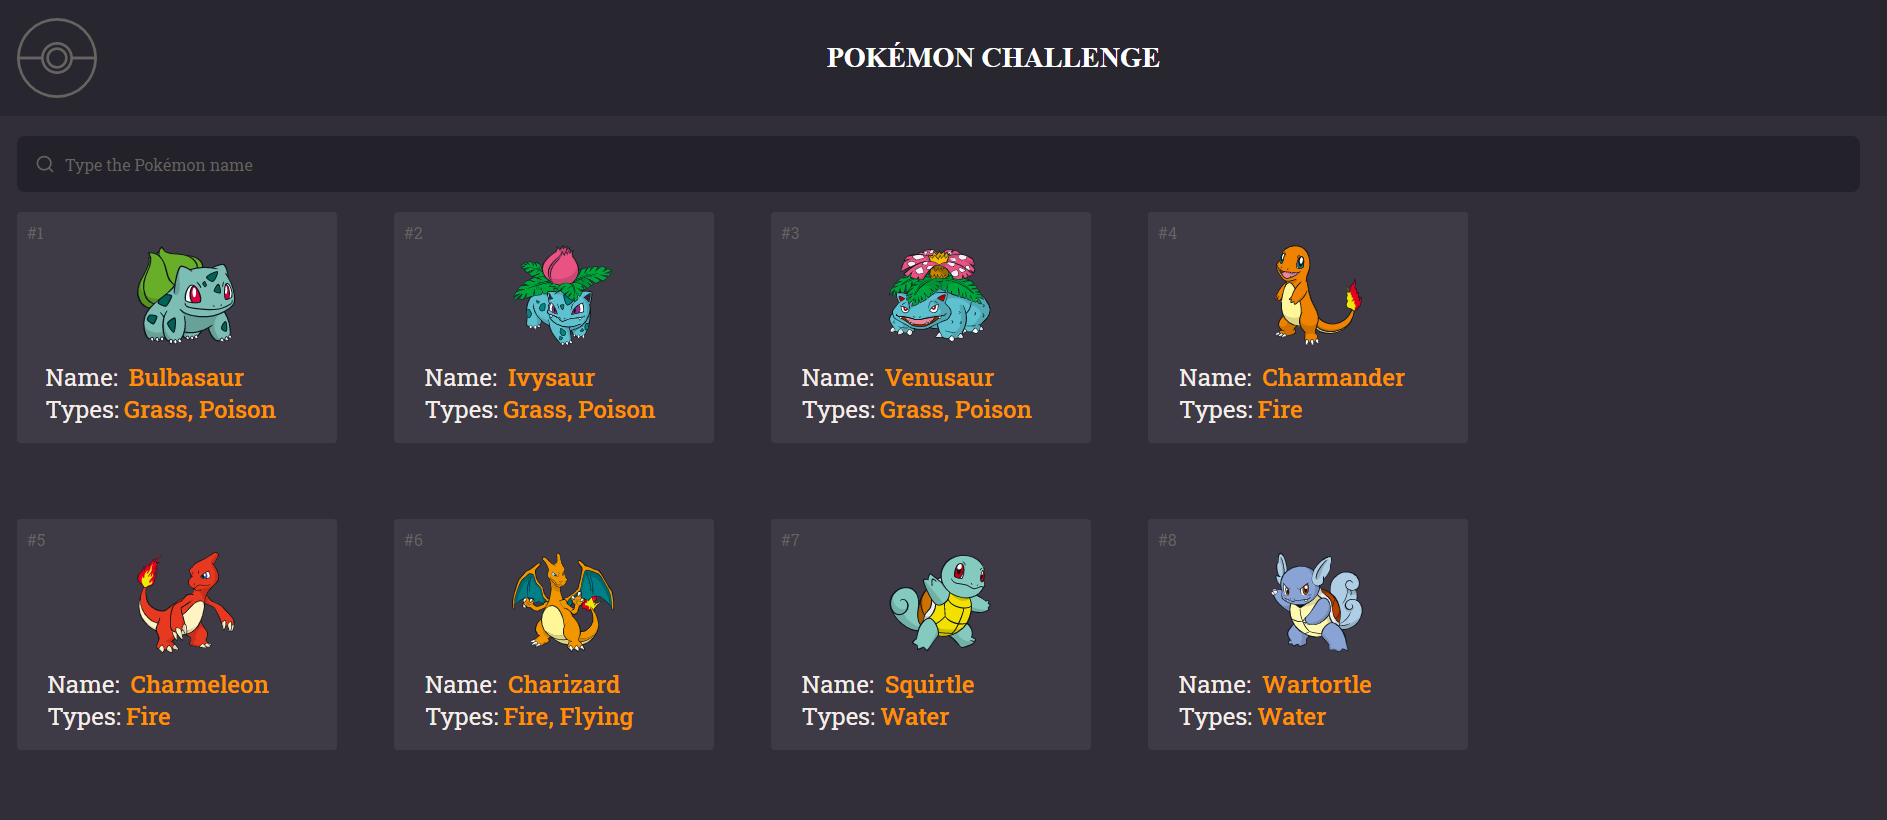 POKÉMON CHALLENGE
Type the Pokémon name
#1
Name: Bulbasaur
Types: Grass, Poison
#2
Name: Ivysaur
Types: Grass, Poison
#3
Name: Venusaur
Types: Grass, Poison
#4
Name: Charmander
Types: Fire
#5
Name: Charmeleon
Types: Fire
#6
Name: Charizard
Types: Fire, Flying
#7
Name: Squirtle
Types: Water
#8
Name: Wartortle
Types: Water